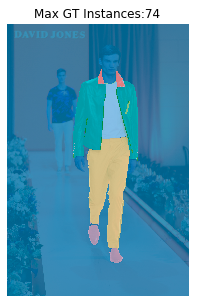 Max GT Instances:74
DAVID JONES